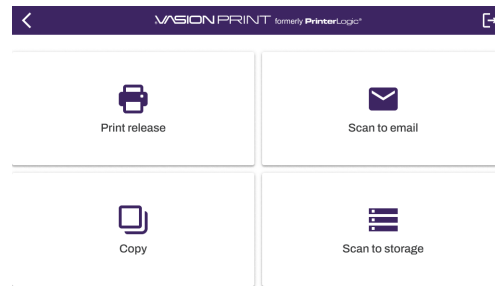 VASION PRINT formerly PrinterLogic®
Print release
Scan to email
Copy
Scan to storage